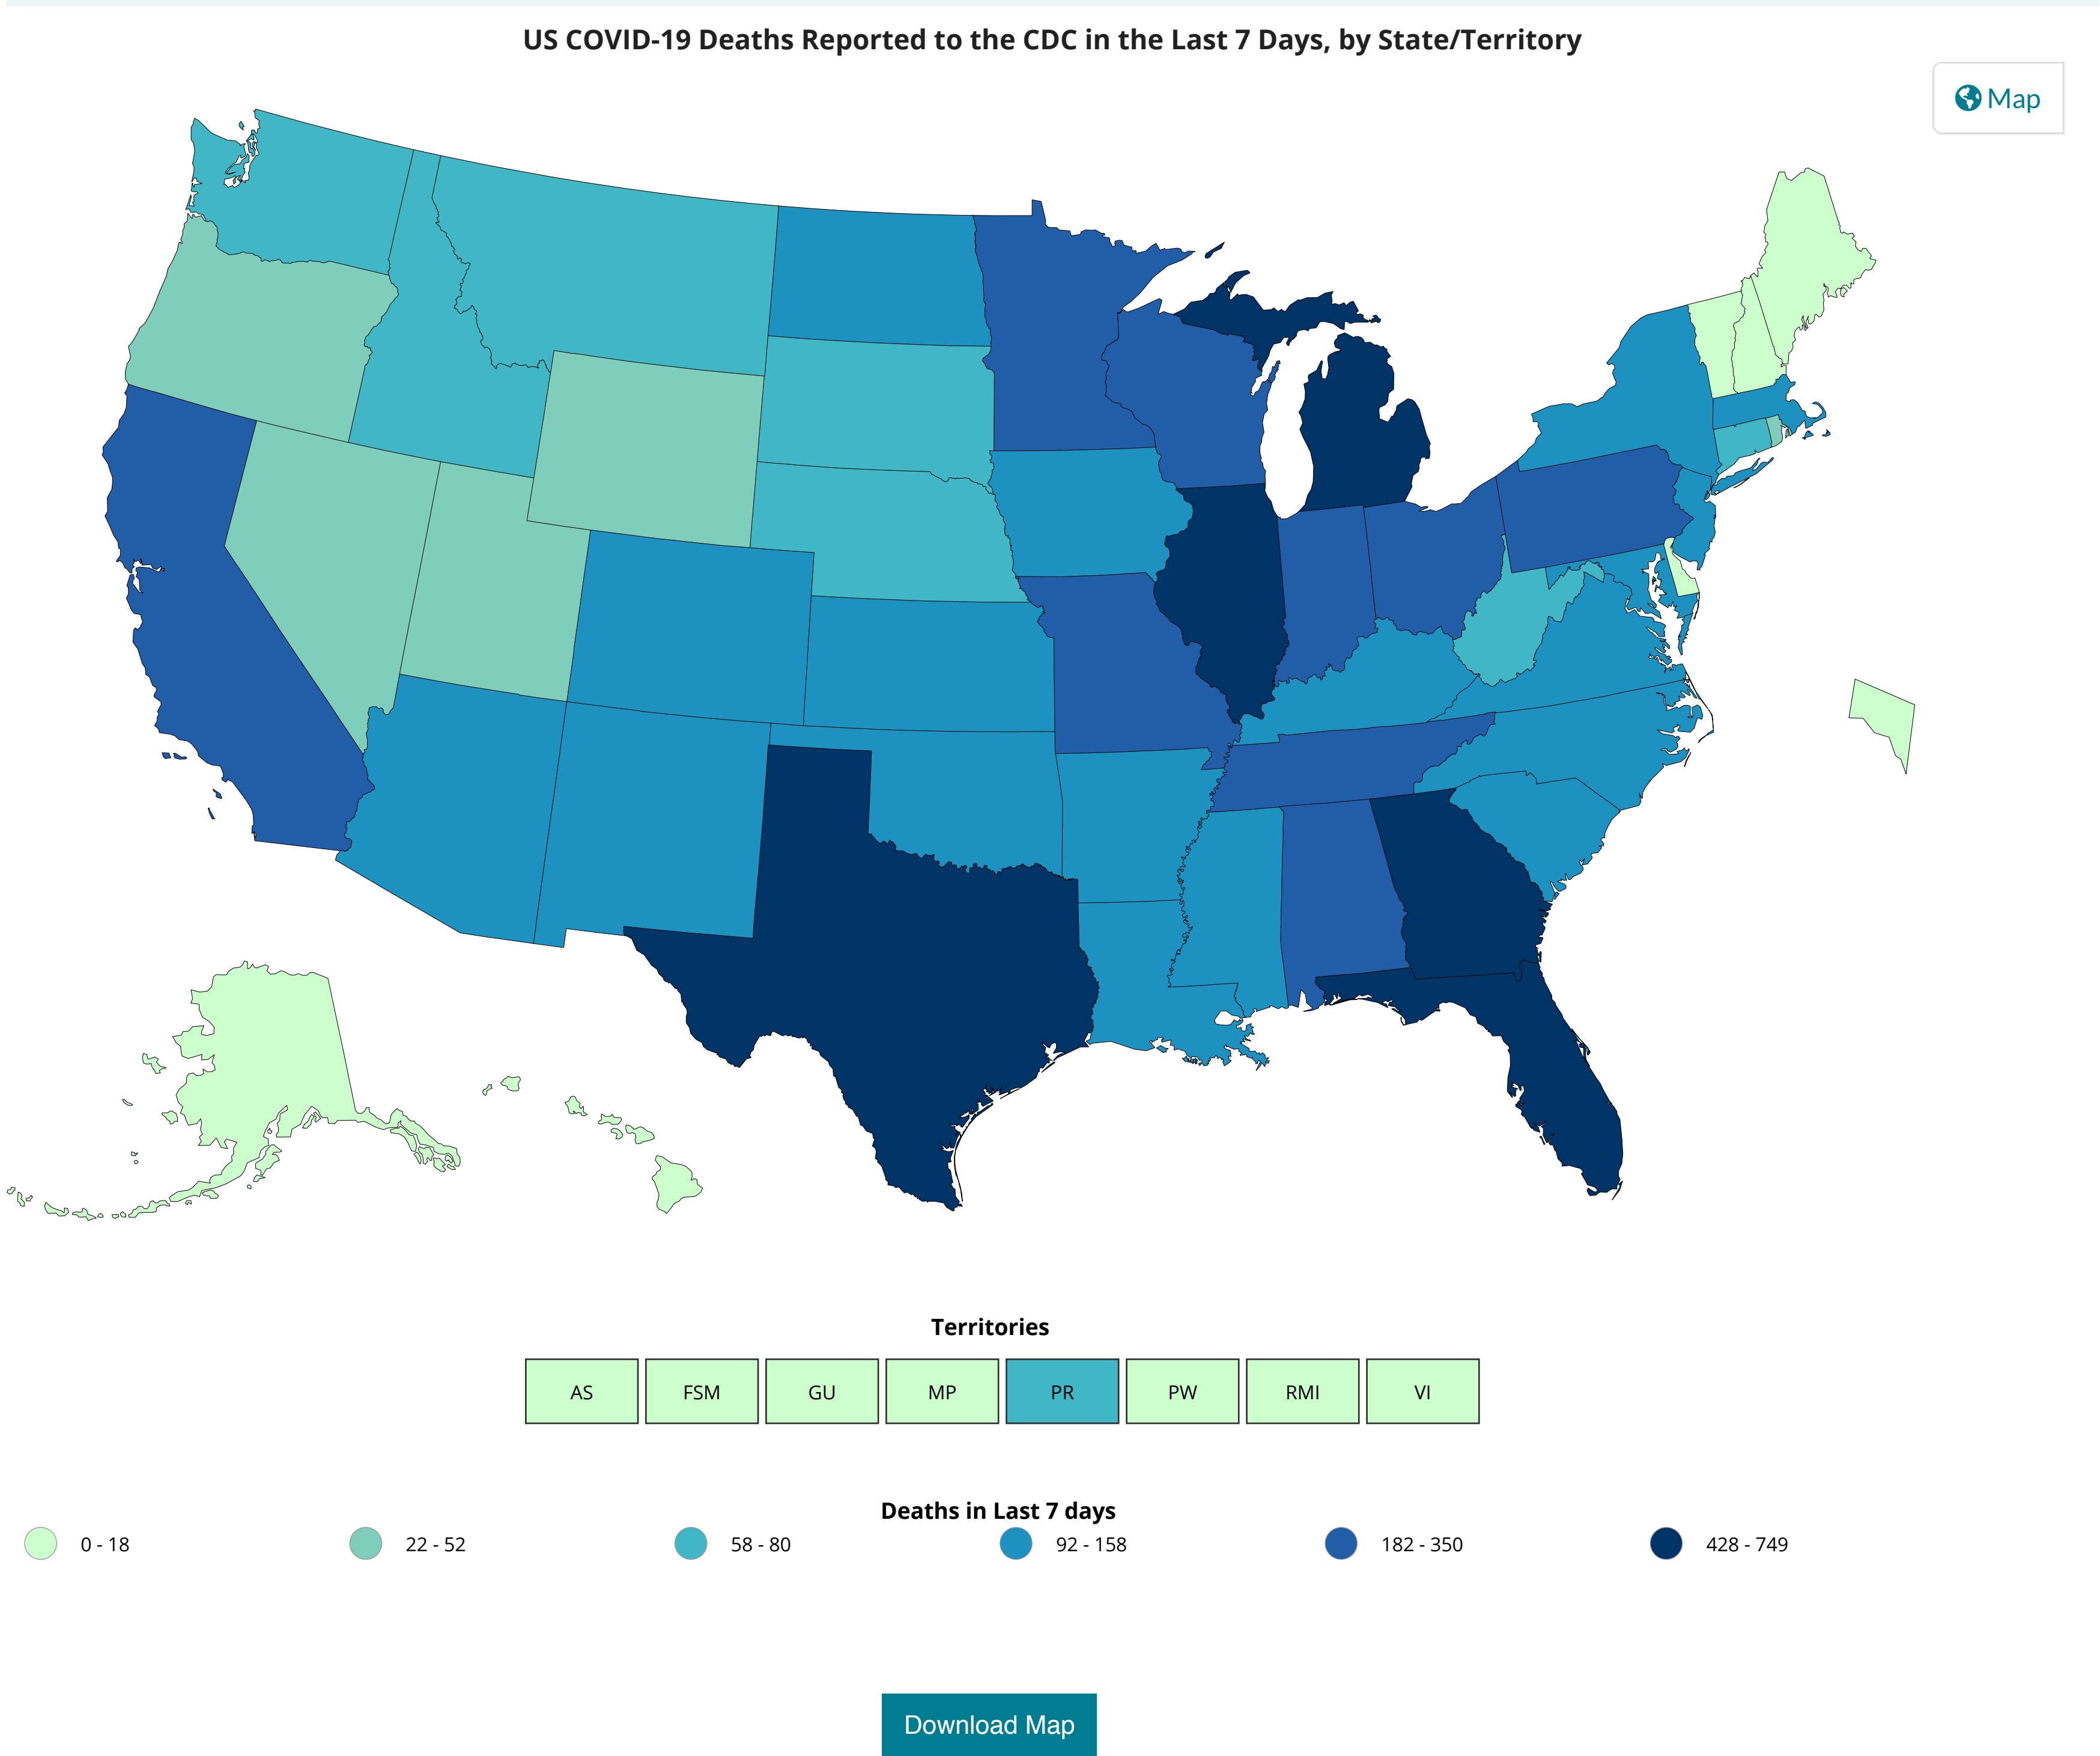 US COVID-19 Deaths Reported to the CDC in the Last 7 Days, by State/Territory
Map
Territories
AS FSM GU MP PR PW RMI VI
Deaths in Last 7 days
0 - 18 22 - 52 58 - 80 92 - 158 182 - 350 428 - 749
Download Map